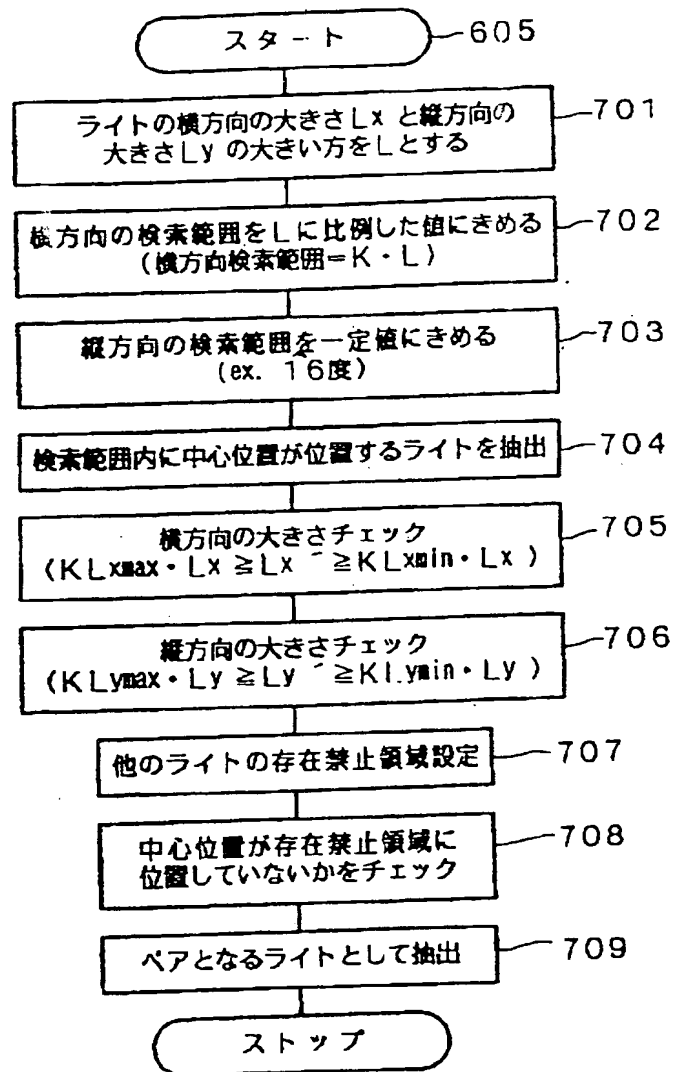 スタート
605
ライトの横方向の大きさLxと縦方向の
大きさLyの大きい方をLとする
701
横方向の検索範囲をLに比例した値にきめる
(横方向検索範囲=K・L)
702
縦方向の検索範囲を一定値にきめる
(ex. 16度)
703
検索範囲内に中心位置が位置するライトを抽出
704
横方向の大きさチェック
(KLxmax・Lx≧Lx´≧KLxmin・Lx)
705
縦方向の大きさチェック
(KLymax・Ly≧Ly´≧KLymin・Ly)
706
他のライトの存在禁止領域設定
707
中心位置が存在禁止領域に
位置していないかをチェック
708
ペアとなるライトとして抽出
709
ストップ